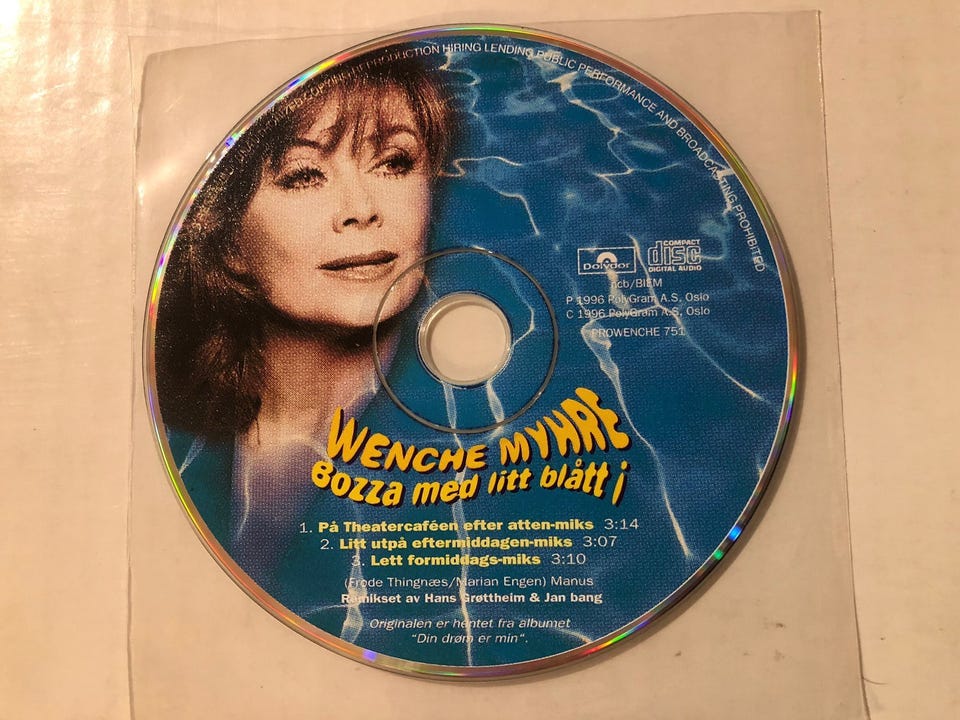 PRODUCTION HIRING LENDING PUBLIC PERFORMANCE AND BROADCASTING PROHIBITED
Polydor
COMPACT
disc
DIGITAL AUDIO
ncb/BIEM
P 1996 PolyGram A.S. Oslo
C 1996 PolyGram A.S. Oslo
PROWENCHE 751
WENCHE MYHRE
Bozza med litt blått i
1. På Theatercaféen efter atten-miks 3:14
2. Litt utpå eftermiddagen-miks 3:07
3. Lett formiddags-miks 3:10
(Frode Thingnæs/Marian Engen) Manus
Remikset av Hans Grøttheim & Jan bang
Originalen er hentet fra albumet
"Din drøm er min".